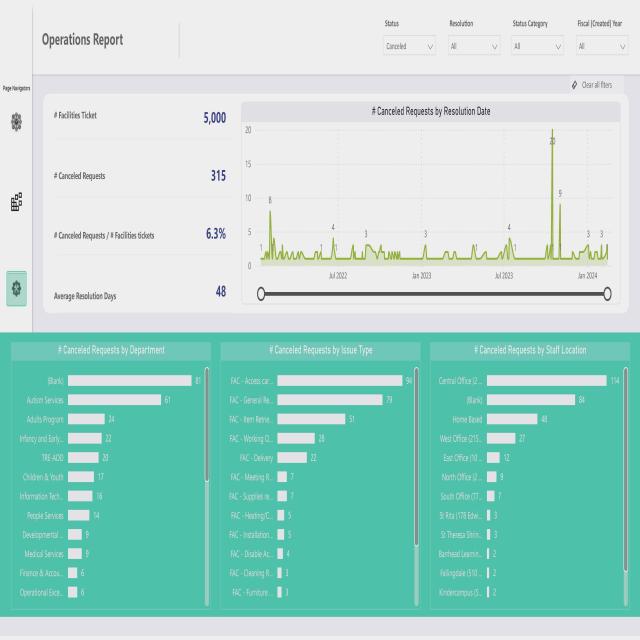 Operations Report
Status
Canceled
Resolution
All
Status Category
All
Fiscal (Created) Year
All
Page Navigators
Clear all filters
# Facilities Ticket
5,000
# Canceled Requests
315
# Canceled Requests / # Facilities tickets
6.3%
Average Resolution Days
48
# Canceled Requests by Resolution Date
20
15
10
5
0
1
8
1
4
1
3
3
1
4
1
20
9
3
3
Jul 2022
Jan 2023
Jul 2023
Jan 2024
# Canceled Requests by Department
(Blank) 81
Autism Services 61
Adults Program 24
Infancy and Early... 22
TRE-ADD 20
Children & Youth 17
Information Tech... 16
People Services 14
Developmental ... 9
Medical Services 9
Finance & Accou... 6
Operational Exce... 6
# Canceled Requests by Issue Type
FAC - Access car... 94
FAC - General Re... 79
FAC - Item Retrie... 51
FAC - Working O... 28
FAC - Delivery 22
FAC - Meeting R... 7
FAC - Supplies re... 7
FAC - Heating/C... 5
FAC - Installation... 5
FAC - Disable Ac... 4
FAC - Cleaning R... 3
FAC - Furniture ... 3
# Canceled Requests by Staff Location
Central Office (2... 114
(Blank) 84
Home Based 48
West Office (215... 27
East Office (10 ... 12
North Office (2... 9
South Office (77... 7
St Rita (178 Edwi... 3
St Theresa Shrin... 3
Banhead Learnin... 2
Fallingdale (510 ... 2
Kindercampus (5... 2